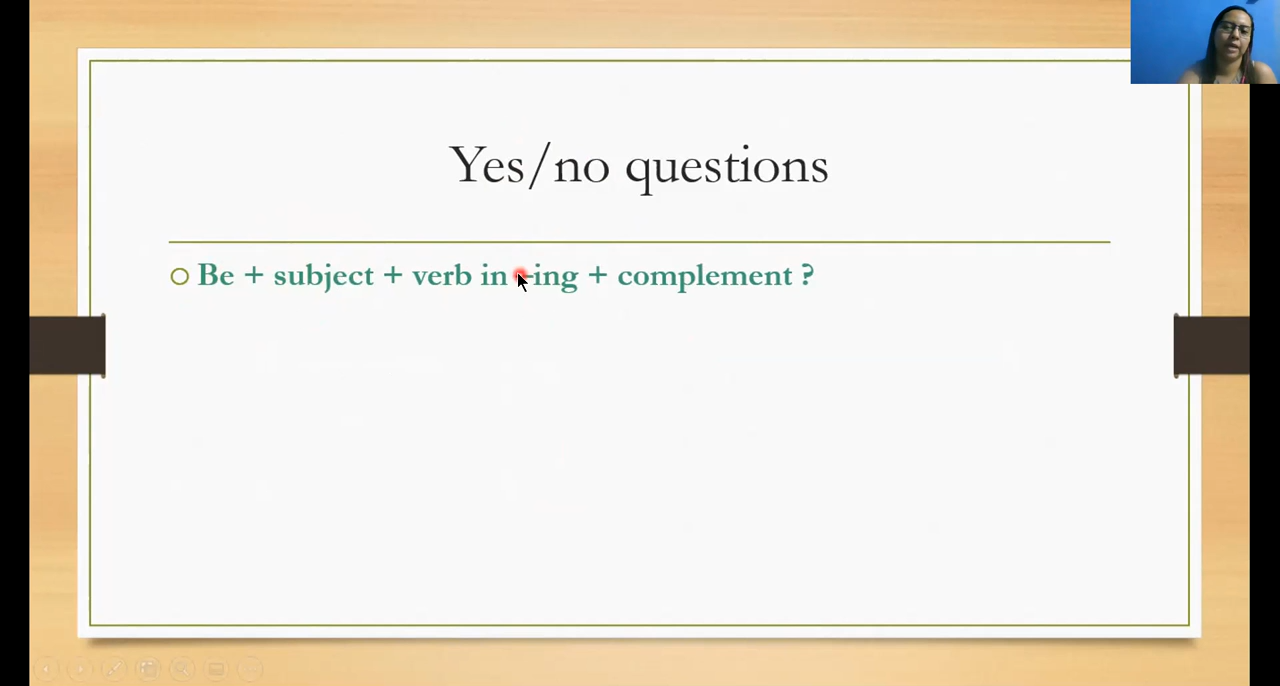 Yes/no questions
Be + subject + verb in -ing + complement ?